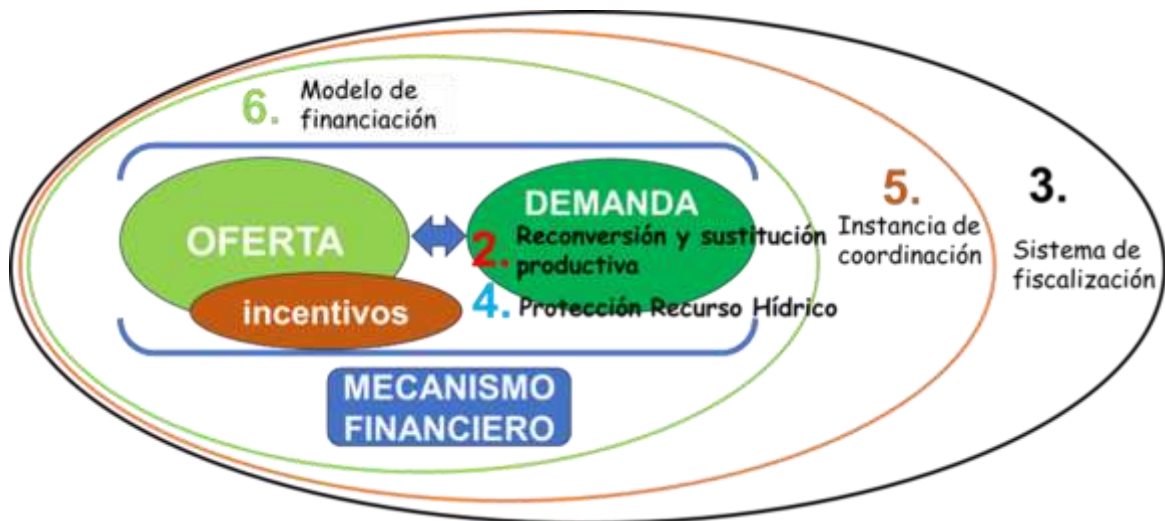 6. Modelo de
financiación
OFERTA
incentivos
DEMANDA
2. Reconversión y sustitución
productiva
4. Protección Recurso Hídrico
MECANISMO
FINANCIERO
5.
Instancia de
coordinación
3.
Sistema de
fiscalización